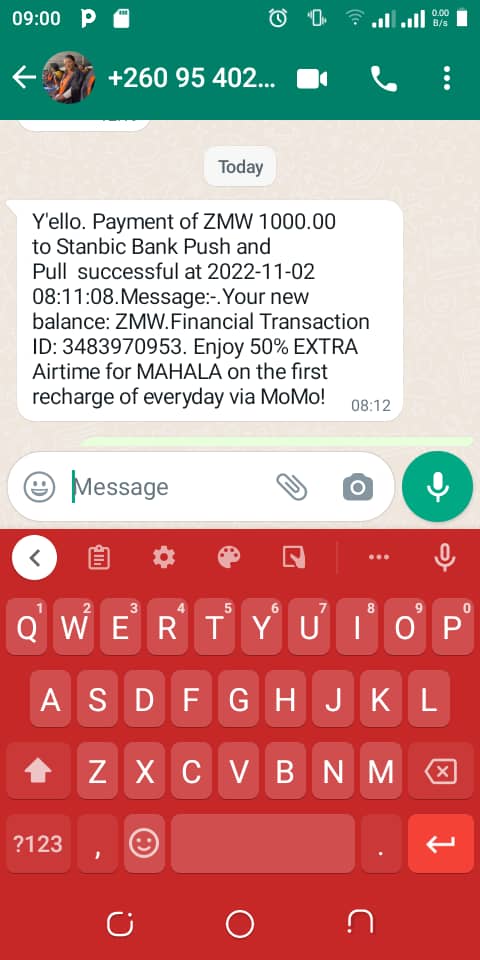 09:00
0.00
B/s
+260 95 402...
Today
Y'ello. Payment of ZMW 1000.00
to Stanbic Bank Push and
Pull  successful at 2022-11-02
08:11:08.Message:-.Your new
balance: ZMW.Financial Transaction
ID: 3483970953. Enjoy 50% EXTRA
Airtime for MAHALA on the first
recharge of everyday via MoMo!
08:12
Message
1 2 3 4 5 6 7 8 9 0
Q W E R T Y U I O P
A S D F G H J K L
Z X C V B N M
?123 , .